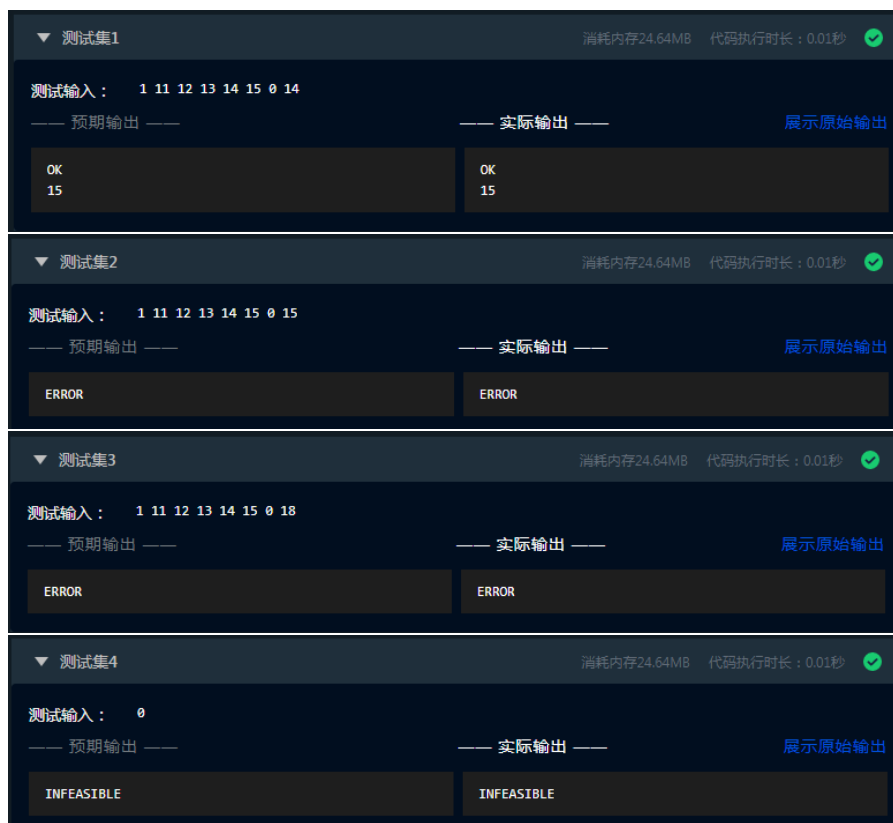 测试集1 消耗内存24.64MB 代码执行时长：0.01秒
测试输入： 1 11 12 13 14 15 0 14
—— 预期输出 —— —— 实际输出 —— 展示原始输出
OK OK
15 15
测试集2 消耗内存24.64MB 代码执行时长：0.01秒
测试输入： 1 11 12 13 14 15 0 15
—— 预期输出 —— —— 实际输出 —— 展示原始输出
ERROR ERROR
测试集3 消耗内存24.64MB 代码执行时长：0.01秒
测试输入： 1 11 12 13 14 15 0 18
—— 预期输出 —— —— 实际输出 —— 展示原始输出
ERROR ERROR
测试集4 消耗内存24.64MB 代码执行时长：0.01秒
测试输入： 0
—— 预期输出 —— —— 实际输出 —— 展示原始输出
INFEASIBLE INFEASIBLE